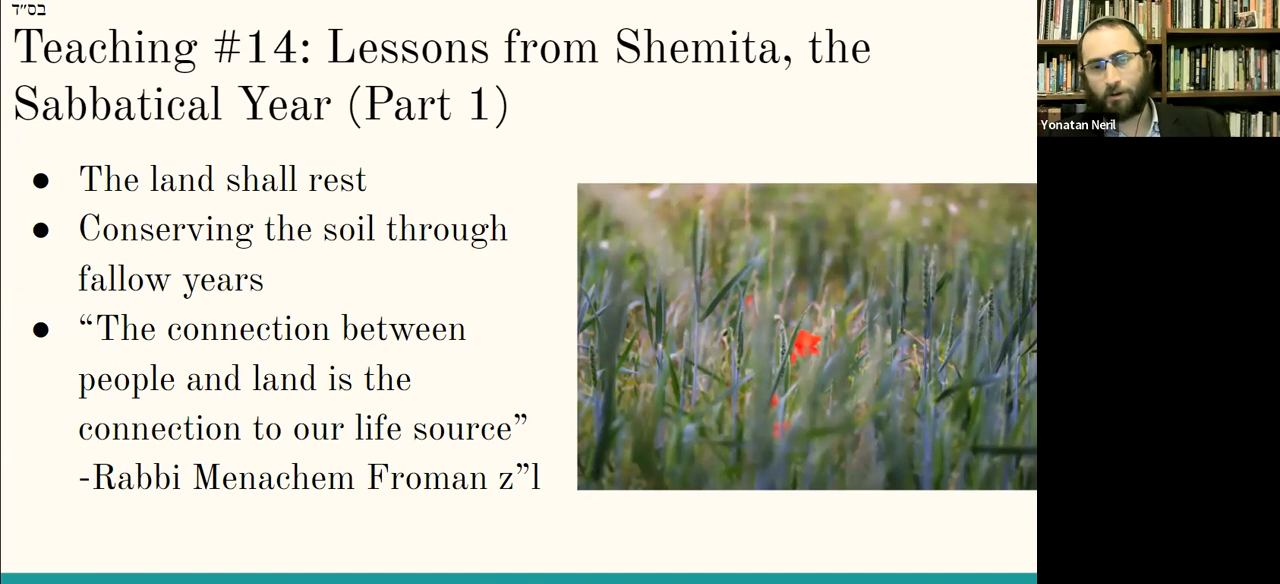 בס״ד
Teaching #14: Lessons from Shemita, the
Sabbatical Year (Part 1)
● The land shall rest
● Conserving the soil through
fallow years
● “The connection between
people and land is the
connection to our life source”
-Rabbi Menachem Froman z”l
Yonatan Neril